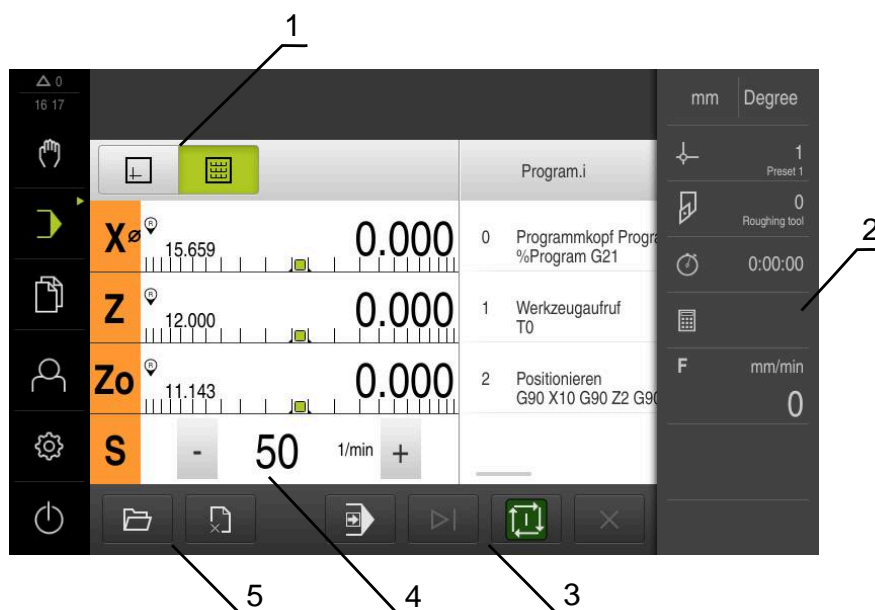 1
0
16 17
mm Degree
Program.i
1
Preset 1
0
Roughing tool
2
0:00:00
X⌀ R 15.659 0.000
0 Programmkopf Progra
%Program G21
Z R 12.000 0.000
1 Werkzeugaufruf
T0
Zo R 11.143 0.000
2 Positionieren
G90 X10 G90 Z2 G90
F mm/min
0
S - 50 1/min +
5
4
3